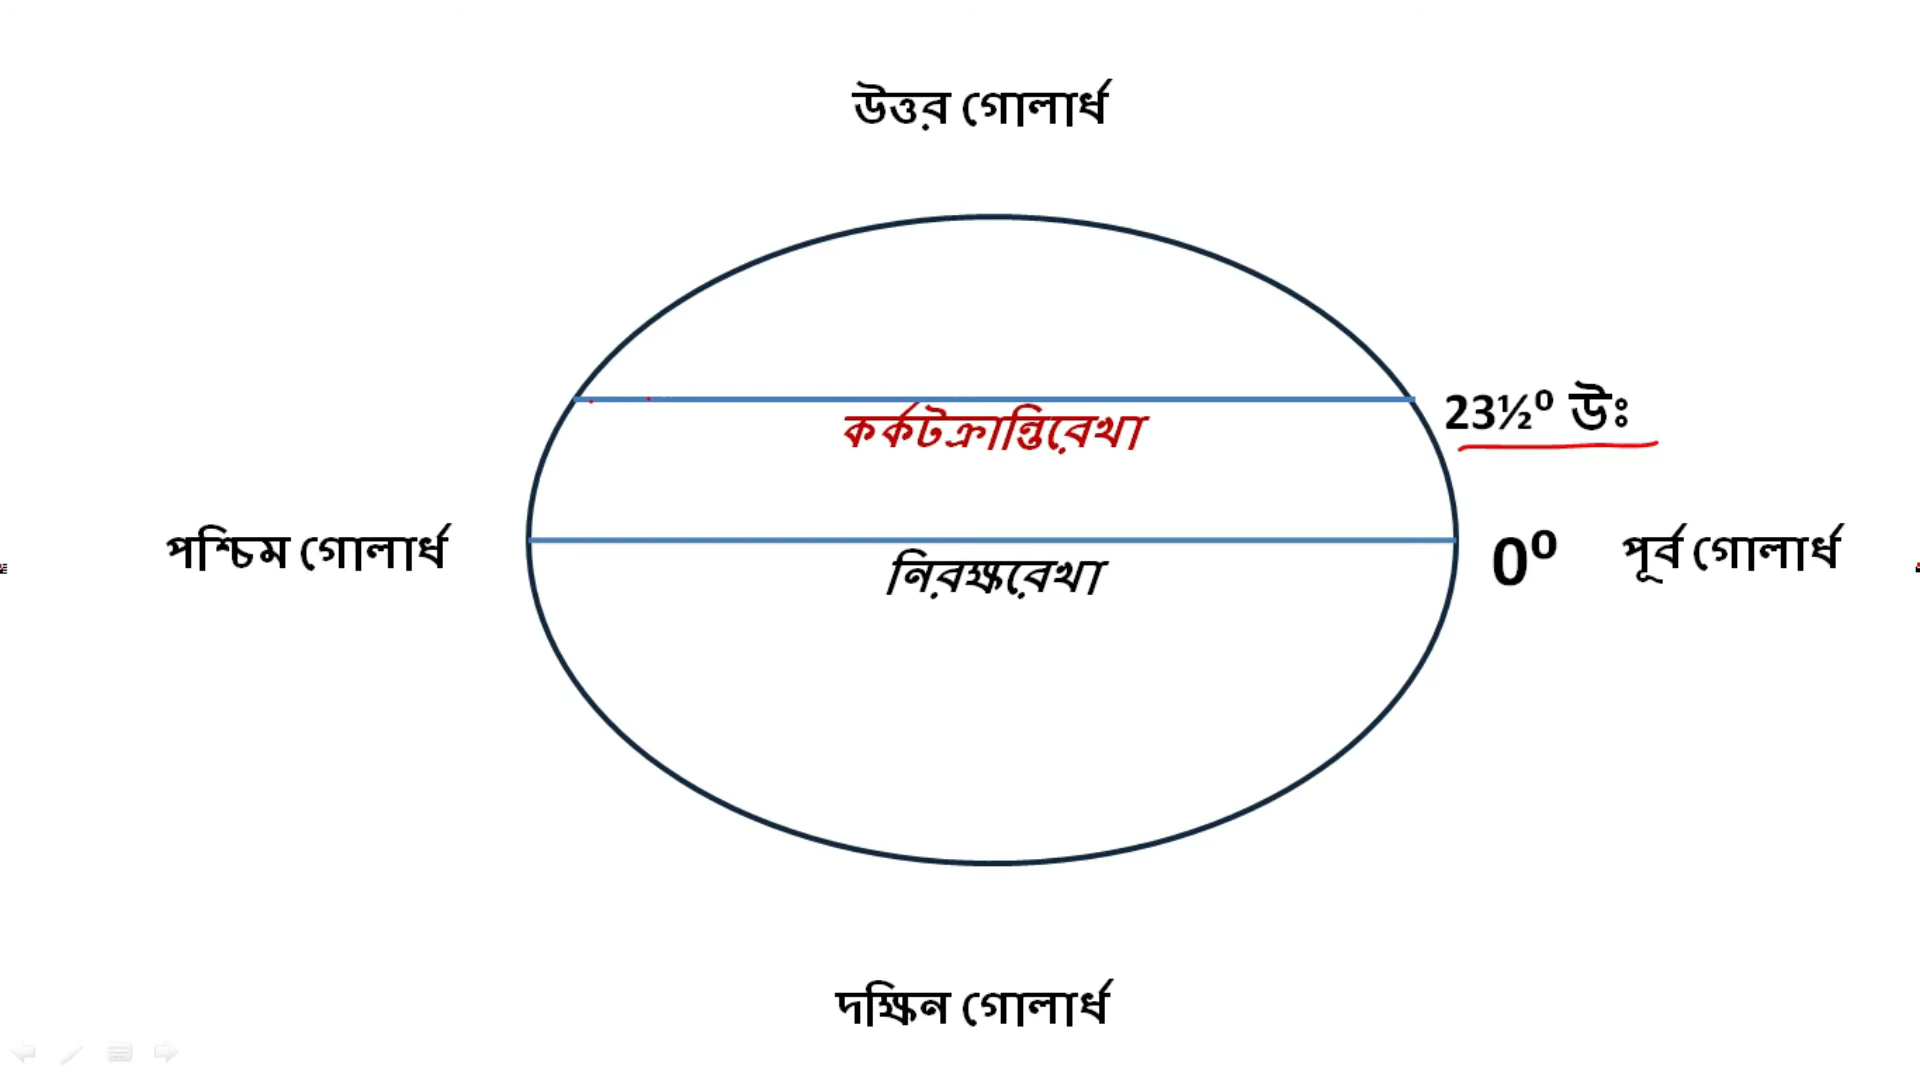 উত্তর গোলার্ধ
কর্কটক্রান্তিরেখা
23½⁰ উঃ
পশ্চিম গোলার্ধ
নিরক্ষরেখা
0⁰
পূর্ব গোলার্ধ
দক্ষিন গোলার্ধ